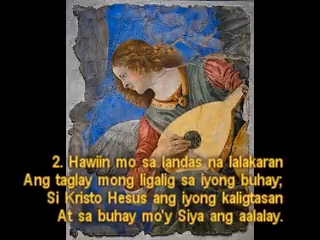 2. Hawiin mo sa landas na lalakaran
Ang taglay mong ligalig sa iyong buhay;
Si Kristo Hesus ang iyong kaligtasan
At sa buhay mo'y Siya ang aalalay.